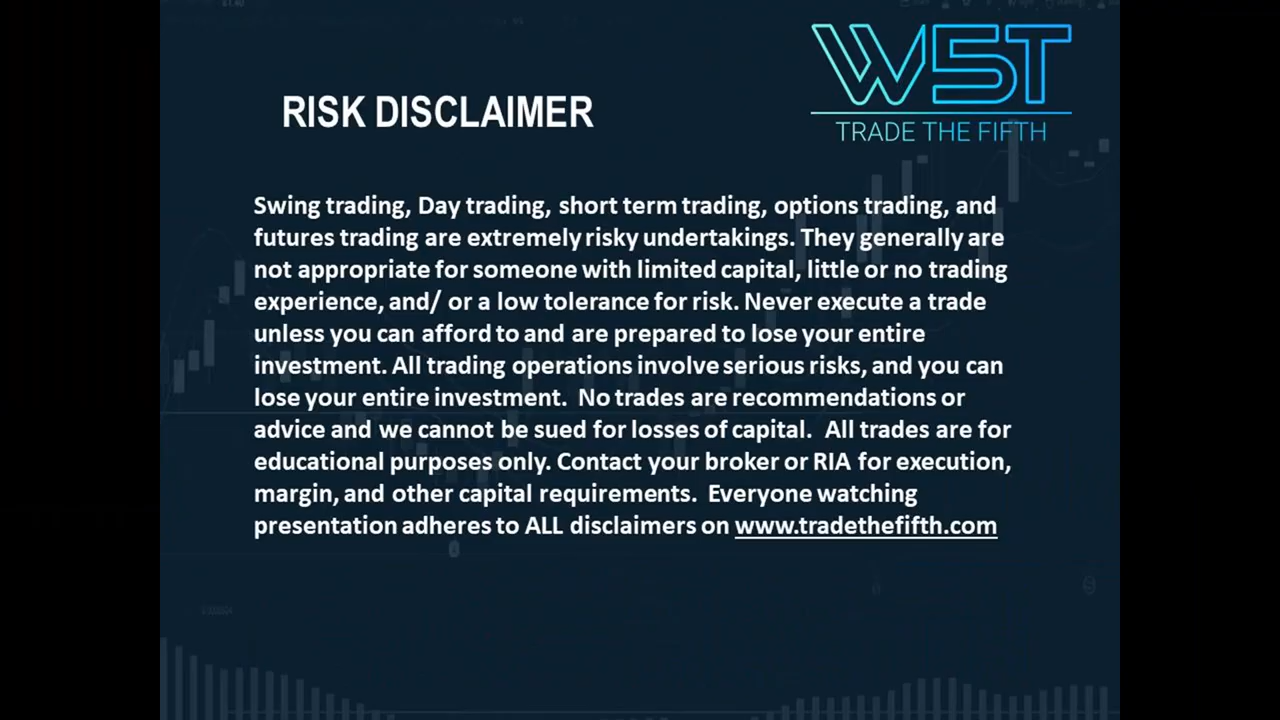 W5T
TRADE THE FIFTH
RISK DISCLAIMER
Swing trading, Day trading, short term trading, options trading, and
futures trading are extremely risky undertakings. They generally are
not appropriate for someone with limited capital, little or no trading
experience, and/ or a low tolerance for risk. Never execute a trade
unless you can afford to and are prepared to lose your entire
investment. All trading operations involve serious risks, and you can
lose your entire investment.  No trades are recommendations or
advice and we cannot be sued for losses of capital.  All trades are for
educational purposes only. Contact your broker or RIA for execution,
margin, and other capital requirements.  Everyone watching
presentation adheres to ALL disclaimers on www.tradethefifth.com